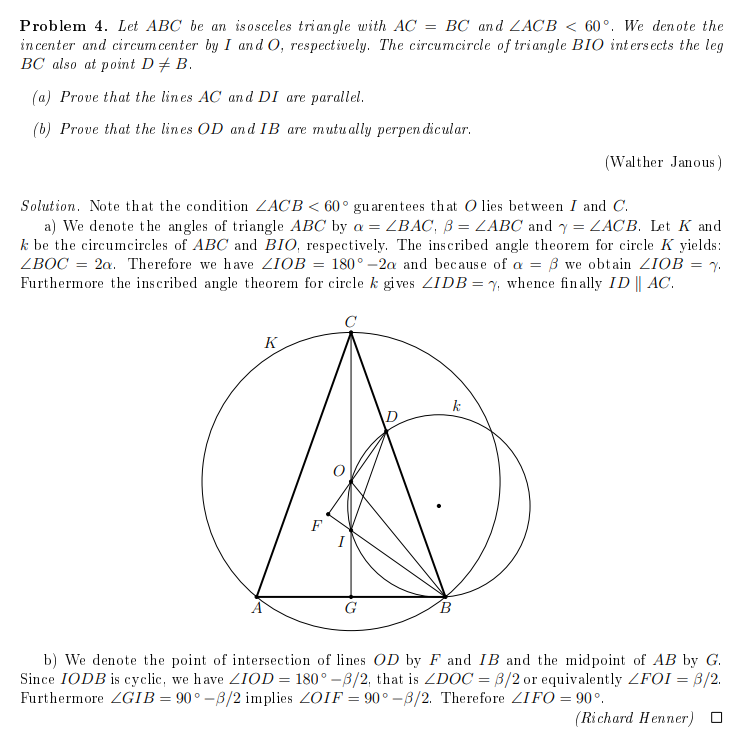 Problem 4. Let ABC be an isosceles triangle with AC = BC and ∠ACB < 60°. We denote the
incenter and circumcenter by I and O, respectively. The circumcircle of triangle BIO intersects the leg
BC also at point D ≠ B.
(a) Prove that the lines AC and DI are parallel.
(b) Prove that the lines OD and IB are mutually perpendicular.
(Walther Janous)
Solution. Note that the condition ∠ACB < 60° guarentees that O lies between I and C.
a) We denote the angles of triangle ABC by α = ∠BAC, β = ∠ABC and γ = ∠ACB. Let K and
k be the circumcircles of ABC and BIO, respectively. The inscribed angle theorem for circle K yields:
∠BOC = 2α. Therefore we have ∠IOB = 180° −2α and because of α = β we obtain ∠IOB = γ.
Furthermore the inscribed angle theorem for circle k gives ∠IDB = γ, whence finally ID ∥ AC.
C
K
D
k
O
F
I
A
G
B
b) We denote the point of intersection of lines OD by F and IB and the midpoint of AB by G.
Since IODB is cyclic, we have ∠IOD = 180° −β/2, that is ∠DOC = β/2 or equivalently ∠FOI = β/2.
Furthermore ∠GIB = 90° −β/2 implies ∠OIF = 90° −β/2. Therefore ∠IFO = 90°.
(Richard Henner) □